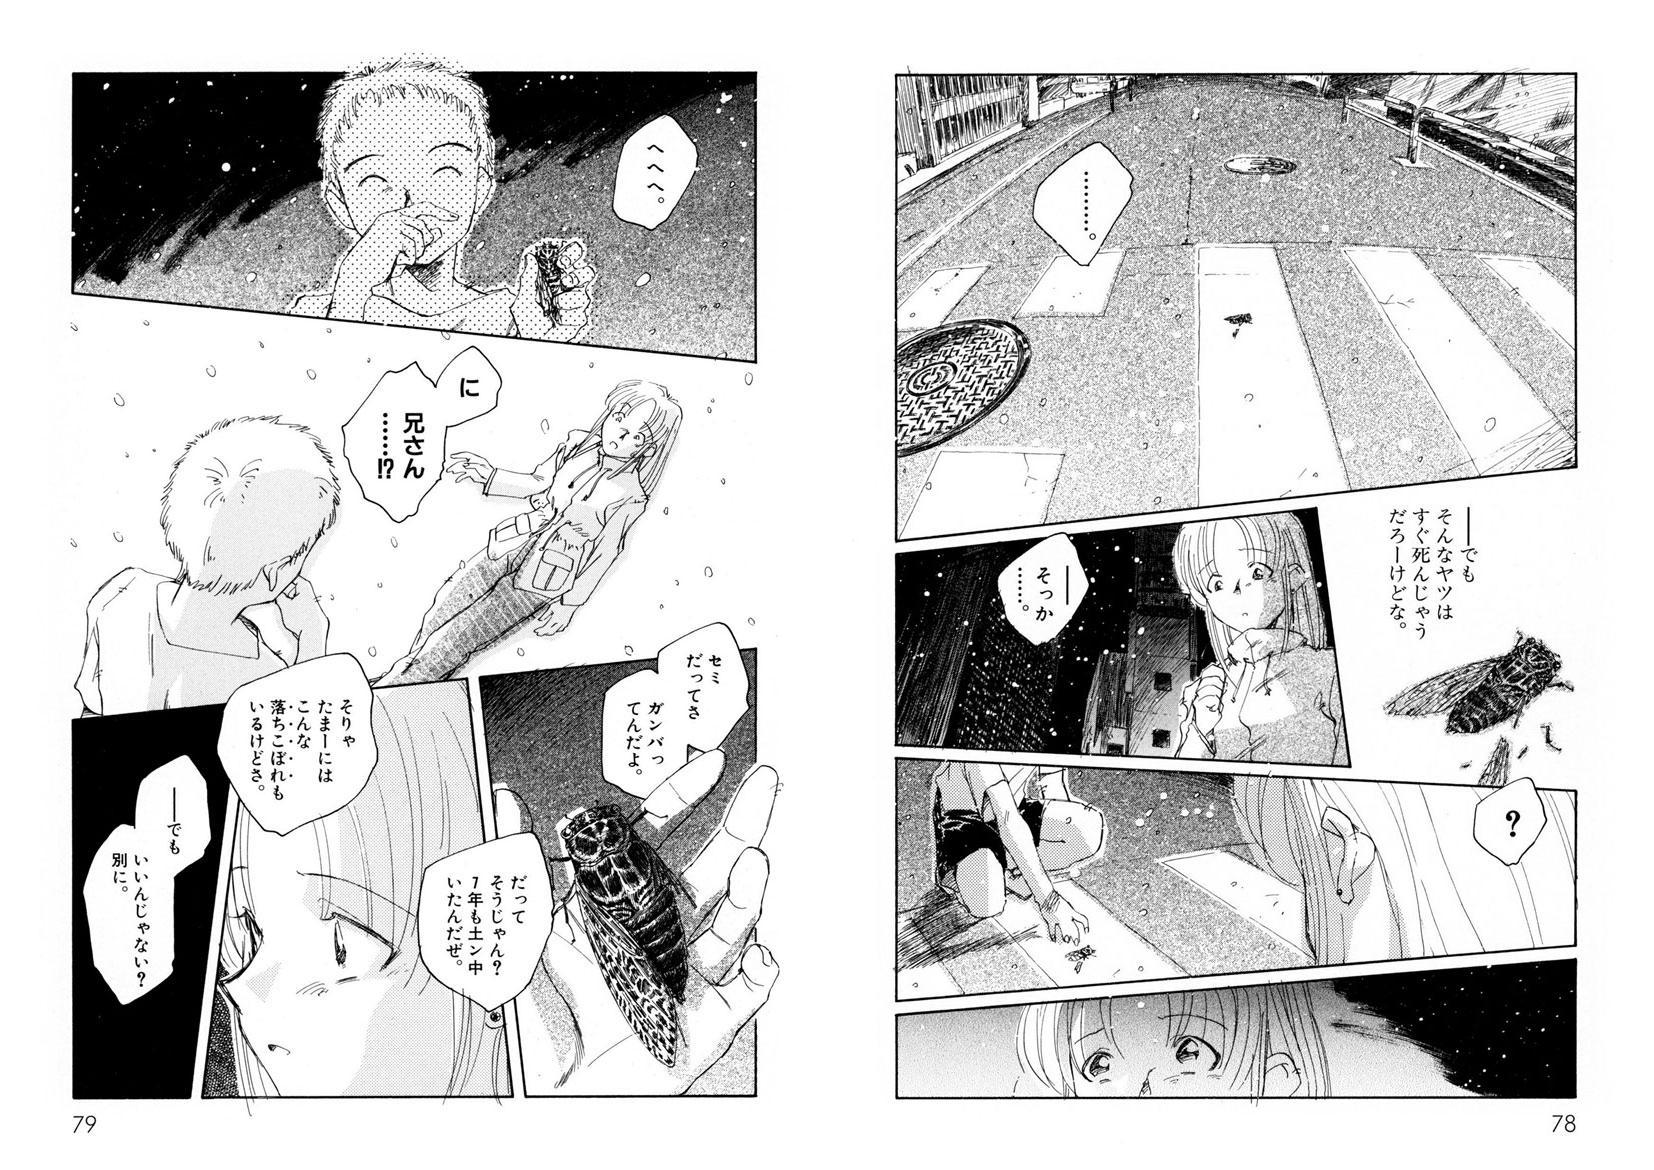 ………。
――でも
そんなヤツは
すぐ死んじゃう
だろーけどな。
――
そっか
……。
?
78
へへへ。
に
兄さん
………!?
セミ
だってさ
ガンバっ
てんだよ。
だって
そうじゃん?
7年も土ン中
いたんだぜ。
そりゃ
たまーには
こんな
落ちこぼれも
いるけどさ。
――でも
いいんじゃない?
別に。
79